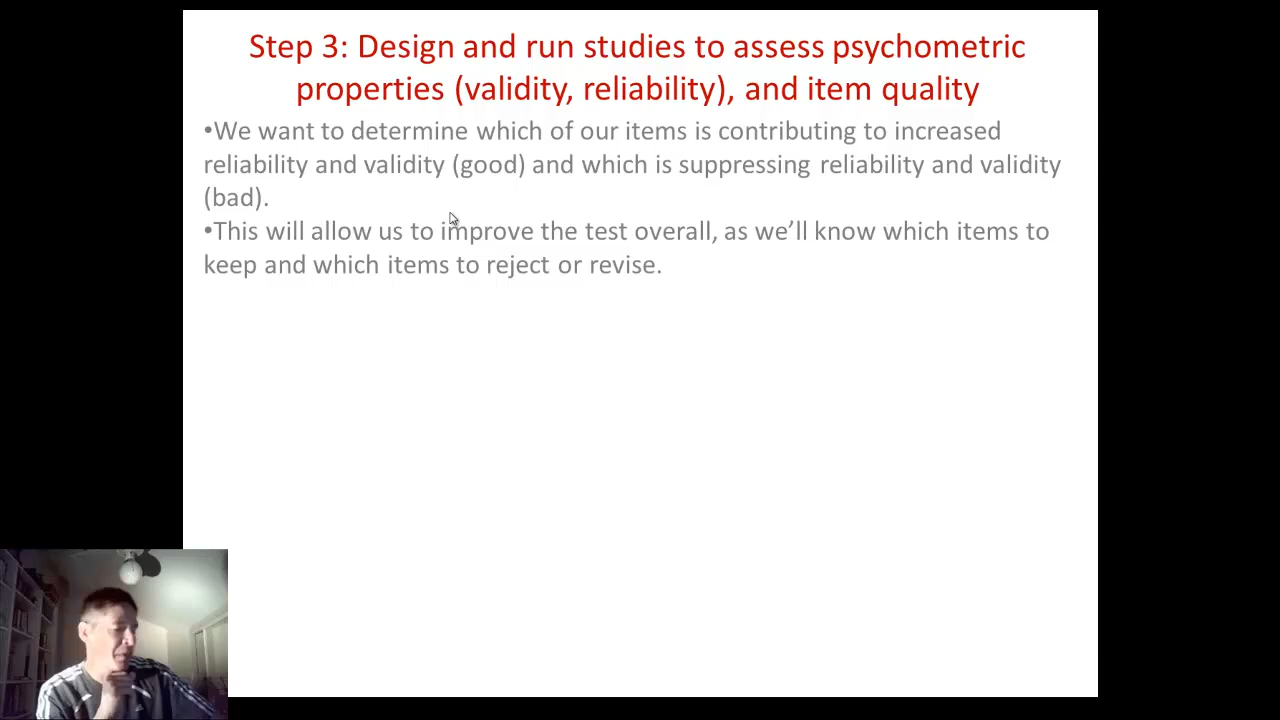 Step 3: Design and run studies to assess psychometric
properties (validity, reliability), and item quality
•We want to determine which of our items is contributing to increased
reliability and validity (good) and which is suppressing reliability and validity
(bad).
•This will allow us to improve the test overall, as we’ll know which items to
keep and which items to reject or revise.